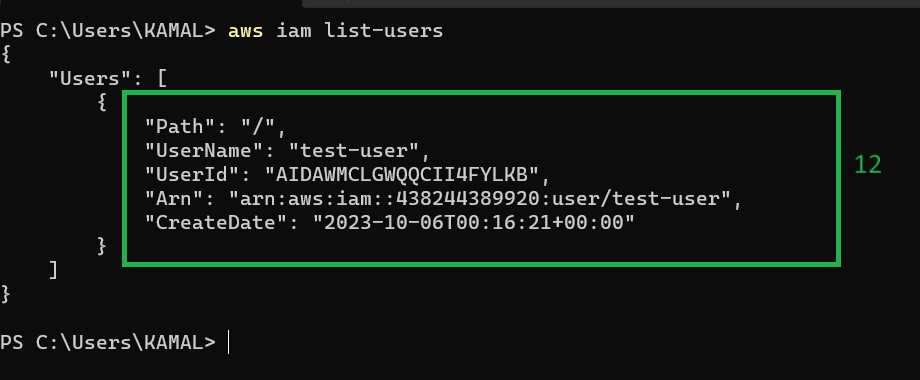 PS C:\Users\KAMAL> aws iam list-users
{
    "Users": [
        {
            "Path": "/",
            "UserName": "test-user",
            "UserId": "AIDAWMCLGWQQCII4FYLKB",
            "Arn": "arn:aws:iam::438244389920:user/test-user",
            "CreateDate": "2023-10-06T00:16:21+00:00"
        }
    ]
}
12
PS C:\Users\KAMAL>